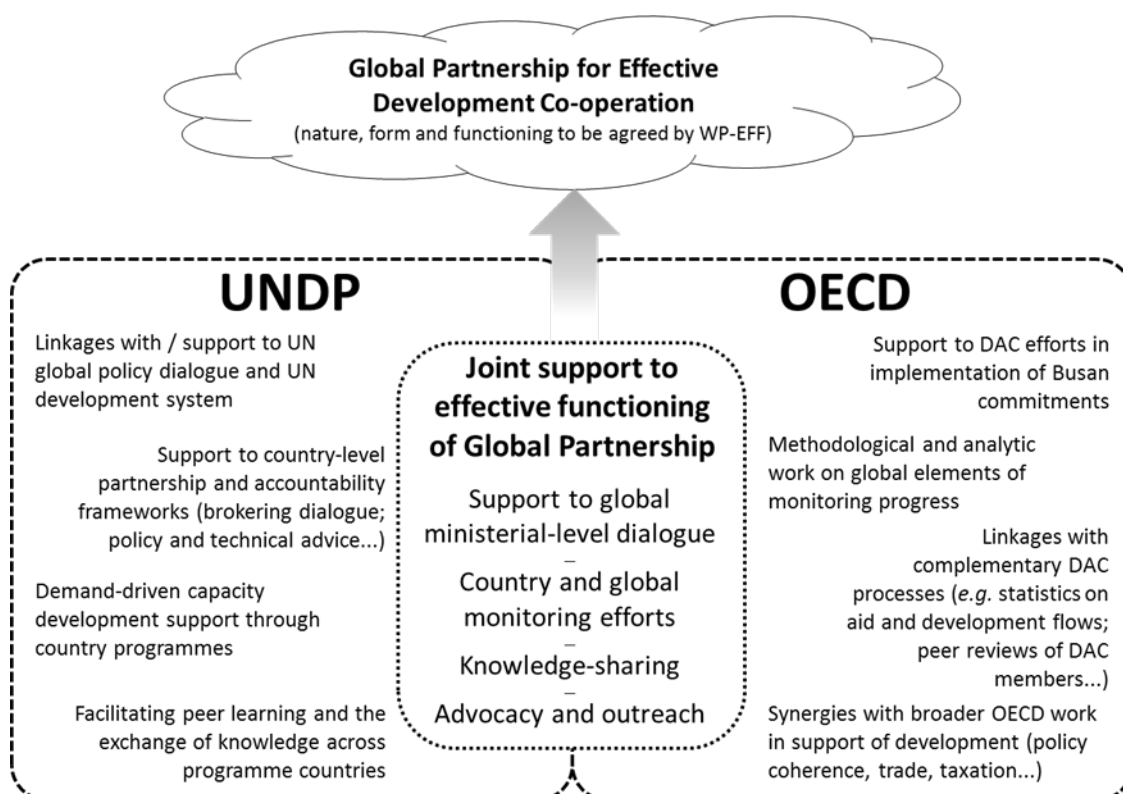 Global Partnership for Effective
Development Co-operation
(nature, form and functioning to be agreed by WP-EFF)
UNDP
Linkages with / support to UN
global policy dialogue and UN
development system
Support to country-level
partnership and accountability
frameworks (brokering dialogue;
policy and technical advice...)
Demand-driven capacity
development support through
country programmes
Facilitating peer learning and the
exchange of knowledge across
programme countries
Joint support to
effective functioning
of Global Partnership
Support to global
ministerial-level dialogue
–
Country and global
monitoring efforts
–
Knowledge-sharing
–
Advocacy and outreach
OECD
Support to DAC efforts in
implementation of Busan
commitments
Methodological and analytic
work on global elements of
monitoring progress
Linkages with
complementary DAC
processes (e.g. statistics on
aid and development flows;
peer reviews of DAC
members...)
Synergies with broader OECD work
in support of development (policy
coherence, trade, taxation...)